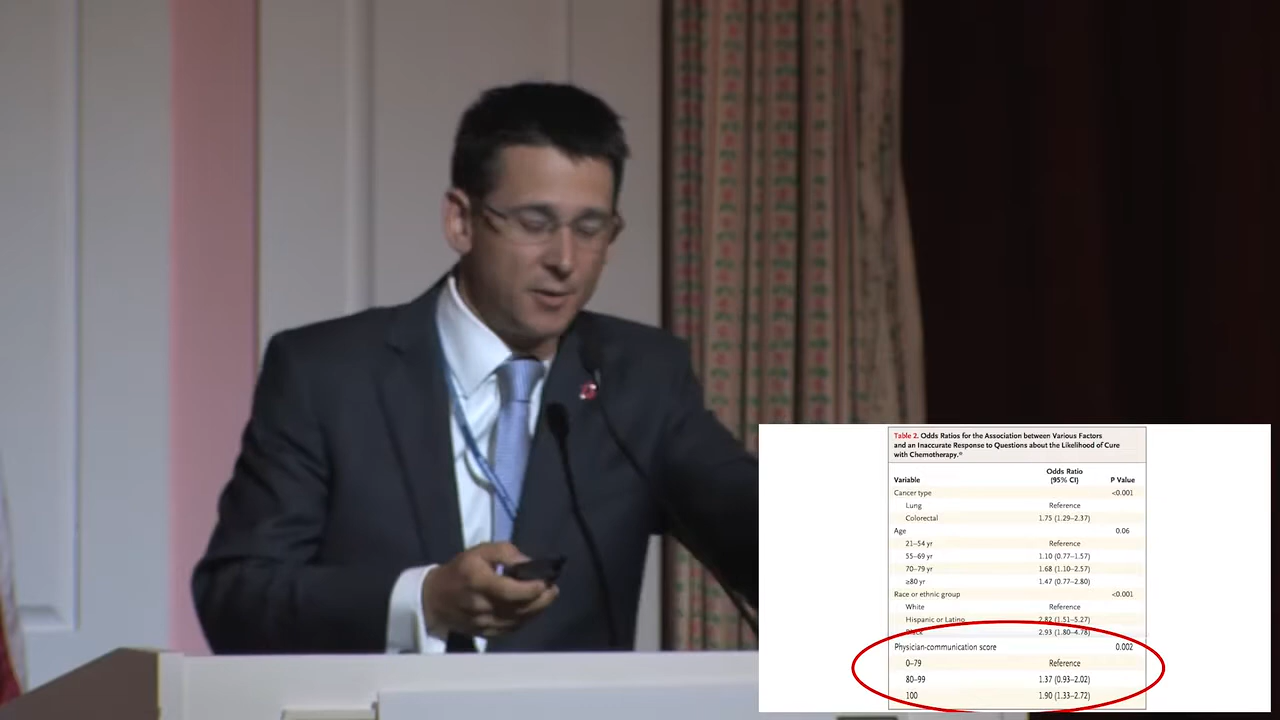 Table 2. Odds Ratios for the Association between Various Factors
and an Inaccurate Response to Questions about the Likelihood of Cure
with Chemotherapy.*
Odds Ratio
Variable (95% CI) P Value
Cancer type <0.001
Lung Reference
Colorectal 1.75 (1.29–2.37)
Age 0.06
21–54 yr Reference
55–69 yr 1.10 (0.77–1.57)
70–79 yr 1.68 (1.10–2.57)
≥80 yr 1.47 (0.77–2.80)
Race or ethnic group <0.001
White Reference
Hispanic or Latino 2.82 (1.51–5.27)
Black 2.93 (1.80–4.78)
Physician-communication score 0.002
0–79 Reference
80–99 1.37 (0.93–2.02)
100 1.90 (1.33–2.72)